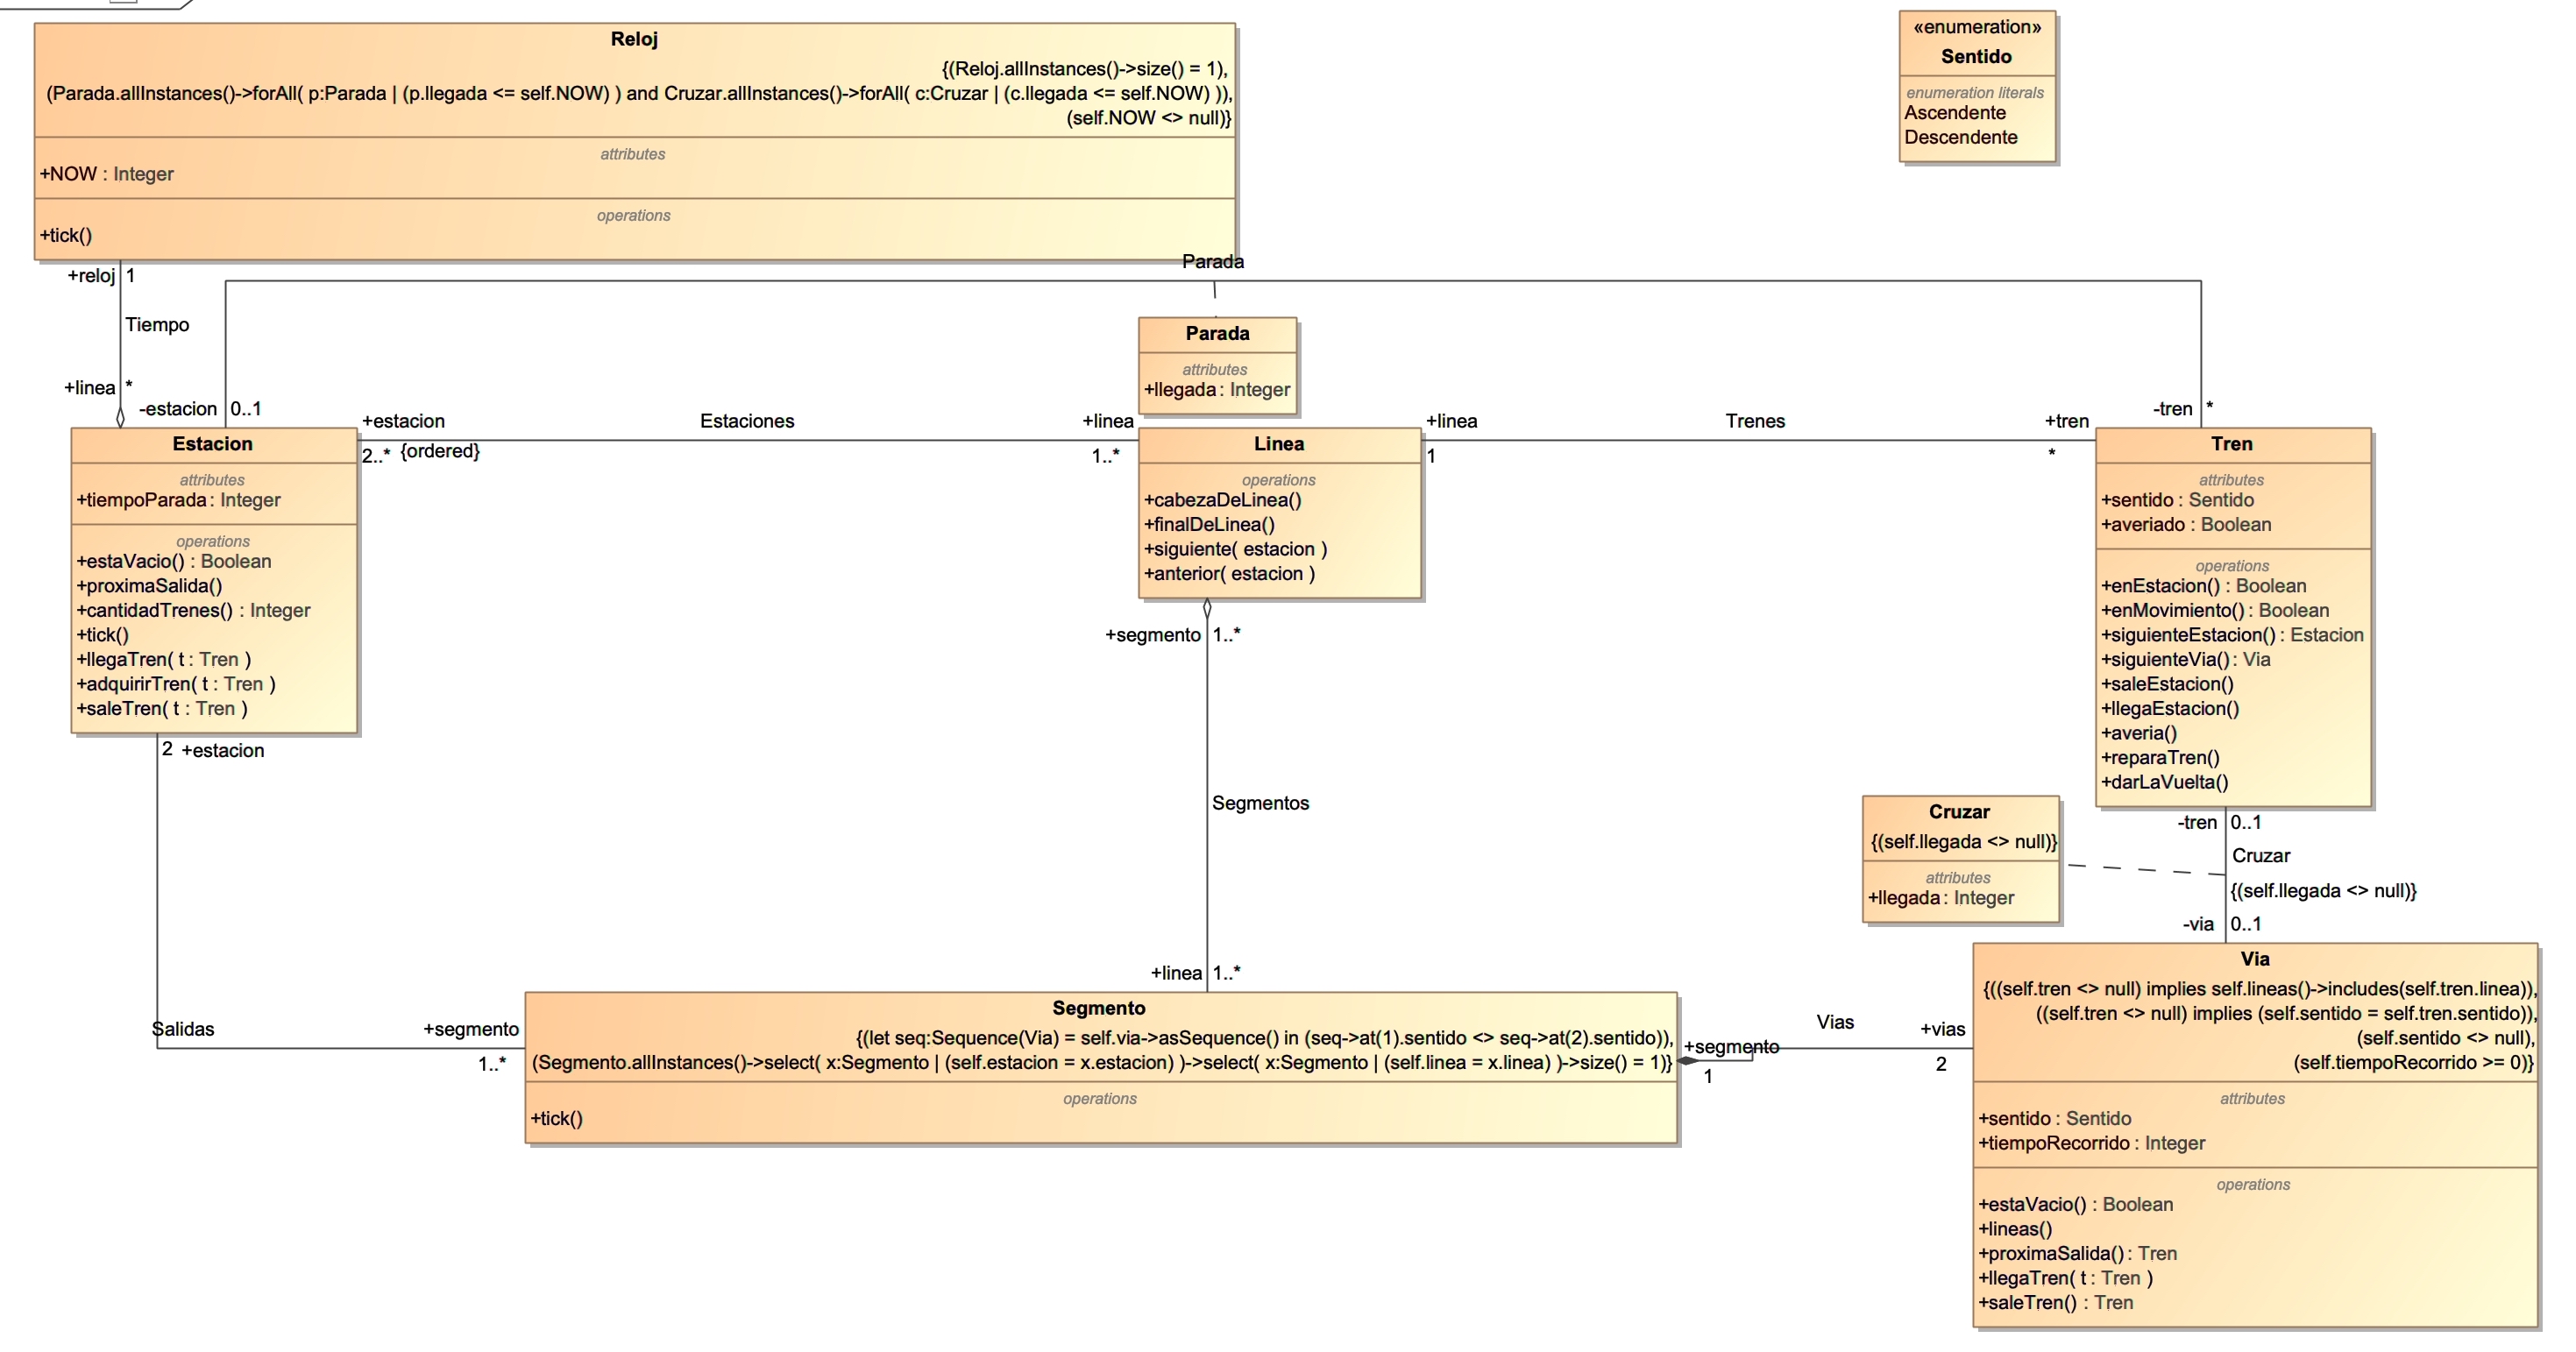 Reloj
{(Reloj.allInstances()->size() = 1),
(Parada.allInstances()->forAll( p:Parada | (p.llegada <= self.NOW) ) and Cruzar.allInstances()->forAll( c:Cruzar | (c.llegada <= self.NOW) )),
(self.NOW <> null)}
attributes
+NOW : Integer
operations
+tick()
«enumeration»
Sentido
enumeration literals
Ascendente
Descendente
+reloj 1
Tiempo
+linea *
Parada
Parada
attributes
+llegada : Integer
-estacion 0..1
-tren *
Estacion
attributes
+tiempoParada : Integer
operations
+estaVacio() : Boolean
+proximaSalida()
+cantidadTrenes() : Integer
+tick()
+llegaTren( t : Tren )
+adquirirTren( t : Tren )
+saleTren( t : Tren )
+estacion
2..* {ordered}
Estaciones
+linea
1..*
Linea
operations
+cabezaDeLinea()
+finalDeLinea()
+siguiente( estacion )
+anterior( estacion )
+linea
1
Trenes
+tren
*
Tren
attributes
+sentido : Sentido
+averiado : Boolean
operations
+enEstacion() : Boolean
+enMovimiento() : Boolean
+siguienteEstacion() : Estacion
+siguienteVia() : Via
+saleEstacion()
+llegaEstacion()
+averia()
+reparaTren()
+darLaVuelta()
+segmento 1..*
Segmentos
+linea 1..*
2 +estacion
Salidas
+segmento
1..*
Segmento
{(let seq:Sequence(Via) = self.via->asSequence() in (seq->at(1).sentido <> seq->at(2).sentido)),
(Segmento.allInstances()->select( x:Segmento | (self.estacion = x.estacion) )->select( x:Segmento | (self.linea = x.linea) )->size() = 1)}
operations
+tick()
+segmento
1
Vias
+vias
2
Cruzar
{(self.llegada <> null)}
attributes
+llegada : Integer
-tren 0..1
Cruzar
{(self.llegada <> null)}
-via 0..1
Via
{((self.tren <> null) implies self.lineas()->includes(self.tren.linea)),
((self.tren <> null) implies (self.sentido = self.tren.sentido)),
(self.sentido <> null),
(self.tiempoRecorrido >= 0)}
attributes
+sentido : Sentido
+tiempoRecorrido : Integer
operations
+estaVacio() : Boolean
+lineas()
+proximaSalida() : Tren
+llegaTren( t : Tren )
+saleTren() : Tren